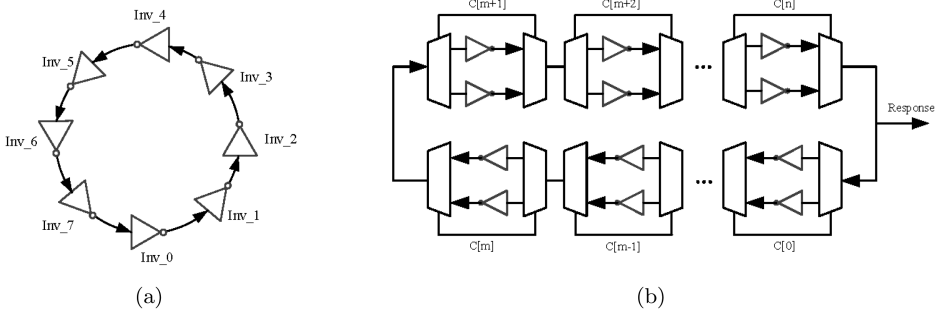 Inv_4
Inv_5
Inv_3
Inv_6
Inv_2
Inv_7
Inv_1
Inv_0
(a)
C[m+1]
C[m+2]
C[n]
...
Response
...
C[m]
C[m-1]
C[0]
(b)